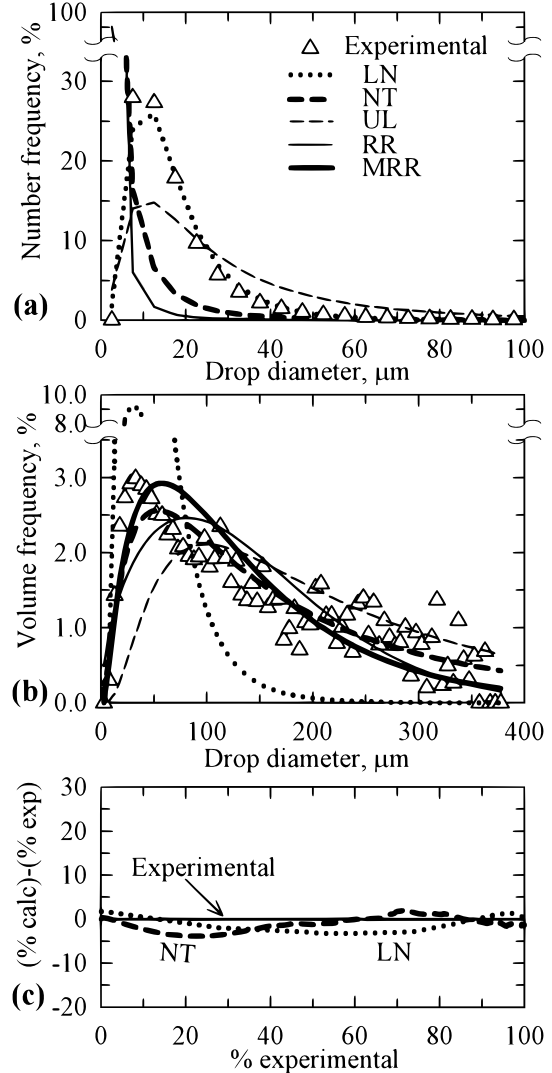 100
Number frequency, %
30
20
10
0
Experimental
LN
NT
UL
RR
MRR
(a)
0 20 40 60 80 100
Drop diameter, μm
10.0
8.0
Volume frequency, %
3.0
2.0
1.0
0.0
(b)
0 100 200 300 400
Drop diameter, μm
(% calc)-(% exp)
30
20
10
0
-10
-20
Experimental
NT
LN
(c)
0 20 40 60 80 100
% experimental